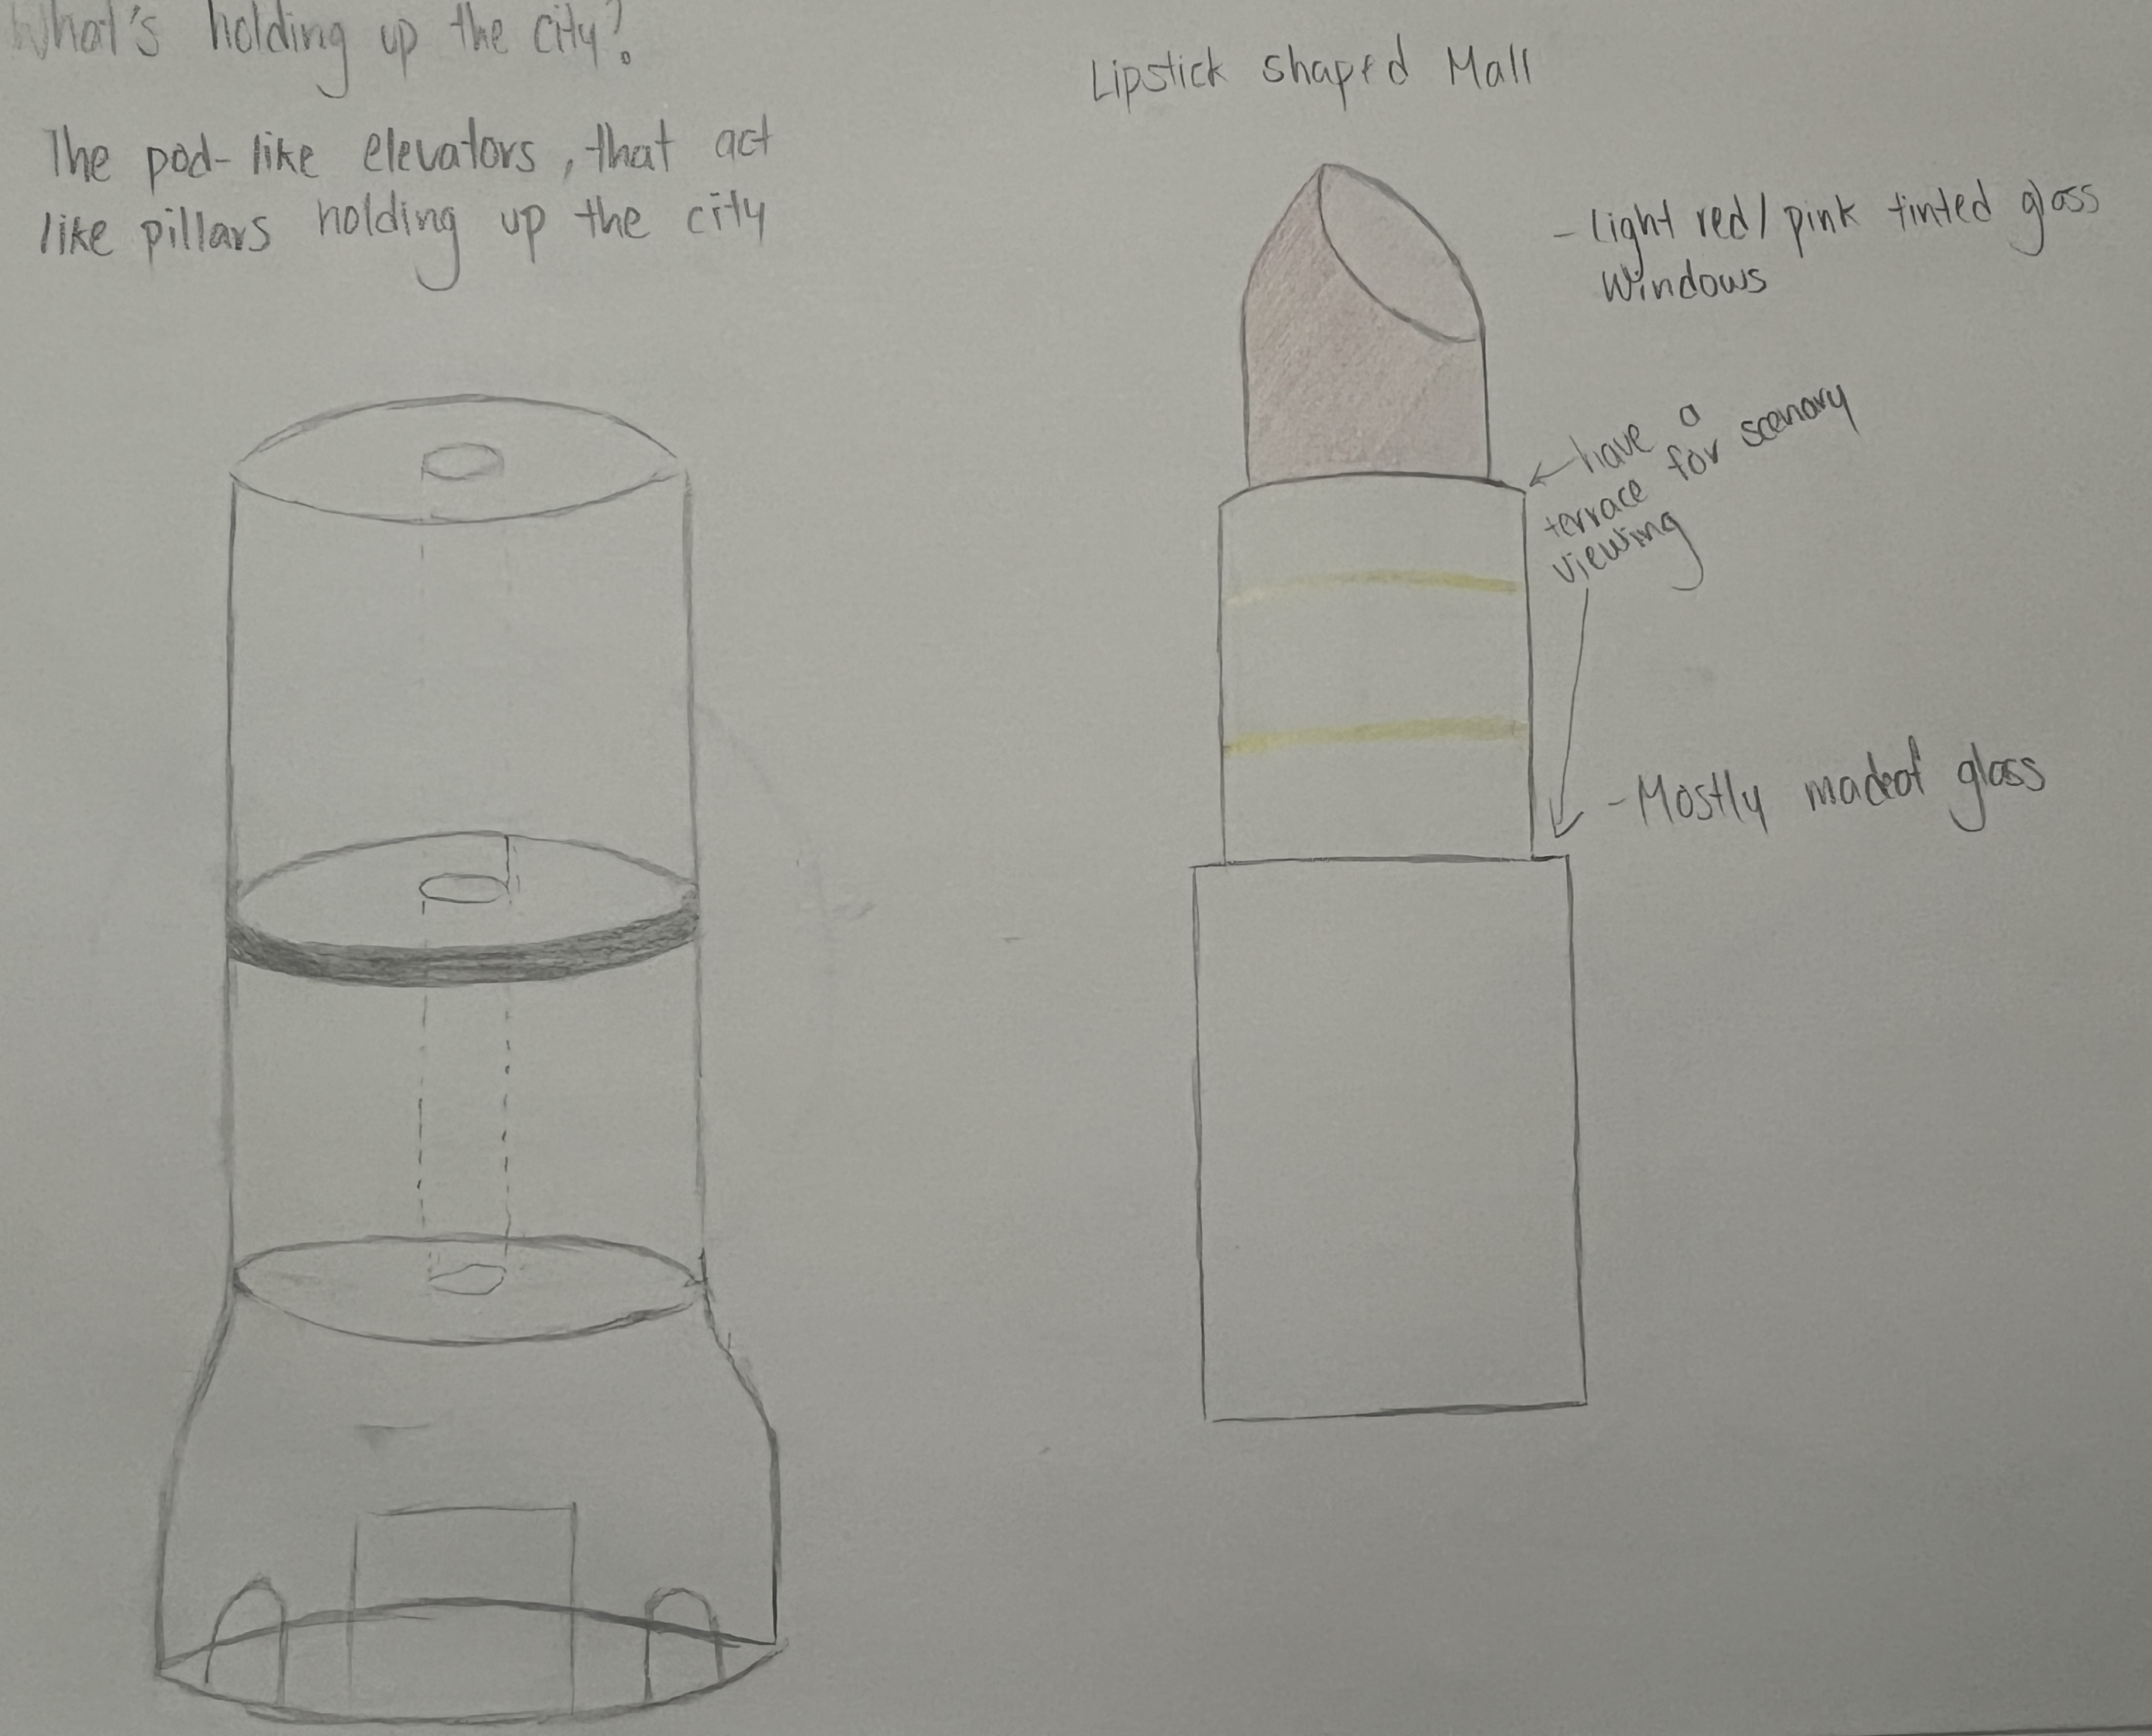 What's holding up the city?
The pod-like elevators, that act
like pillars holding up the city
Lipstick shaped Mall
- light red/ pink tinted glass
windows
have a
terrace for scenary
viewing
- Mostly madeof glass